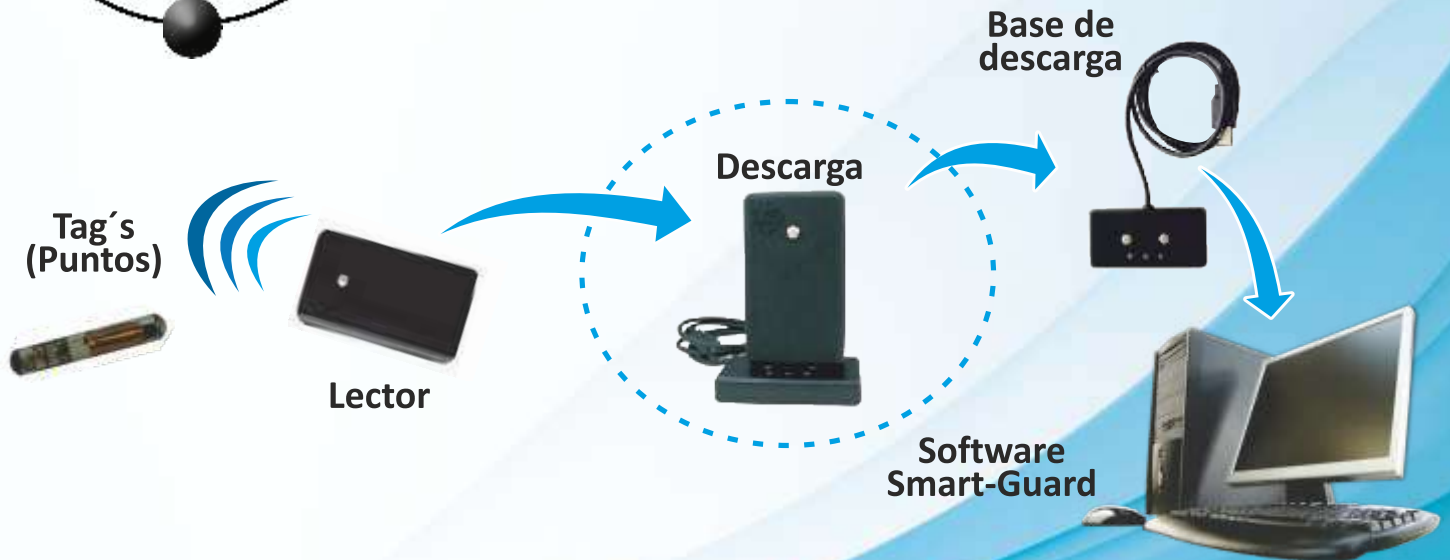 Tag´s
(Puntos)
Lector
Descarga
Base de
descarga
Software
Smart-Guard